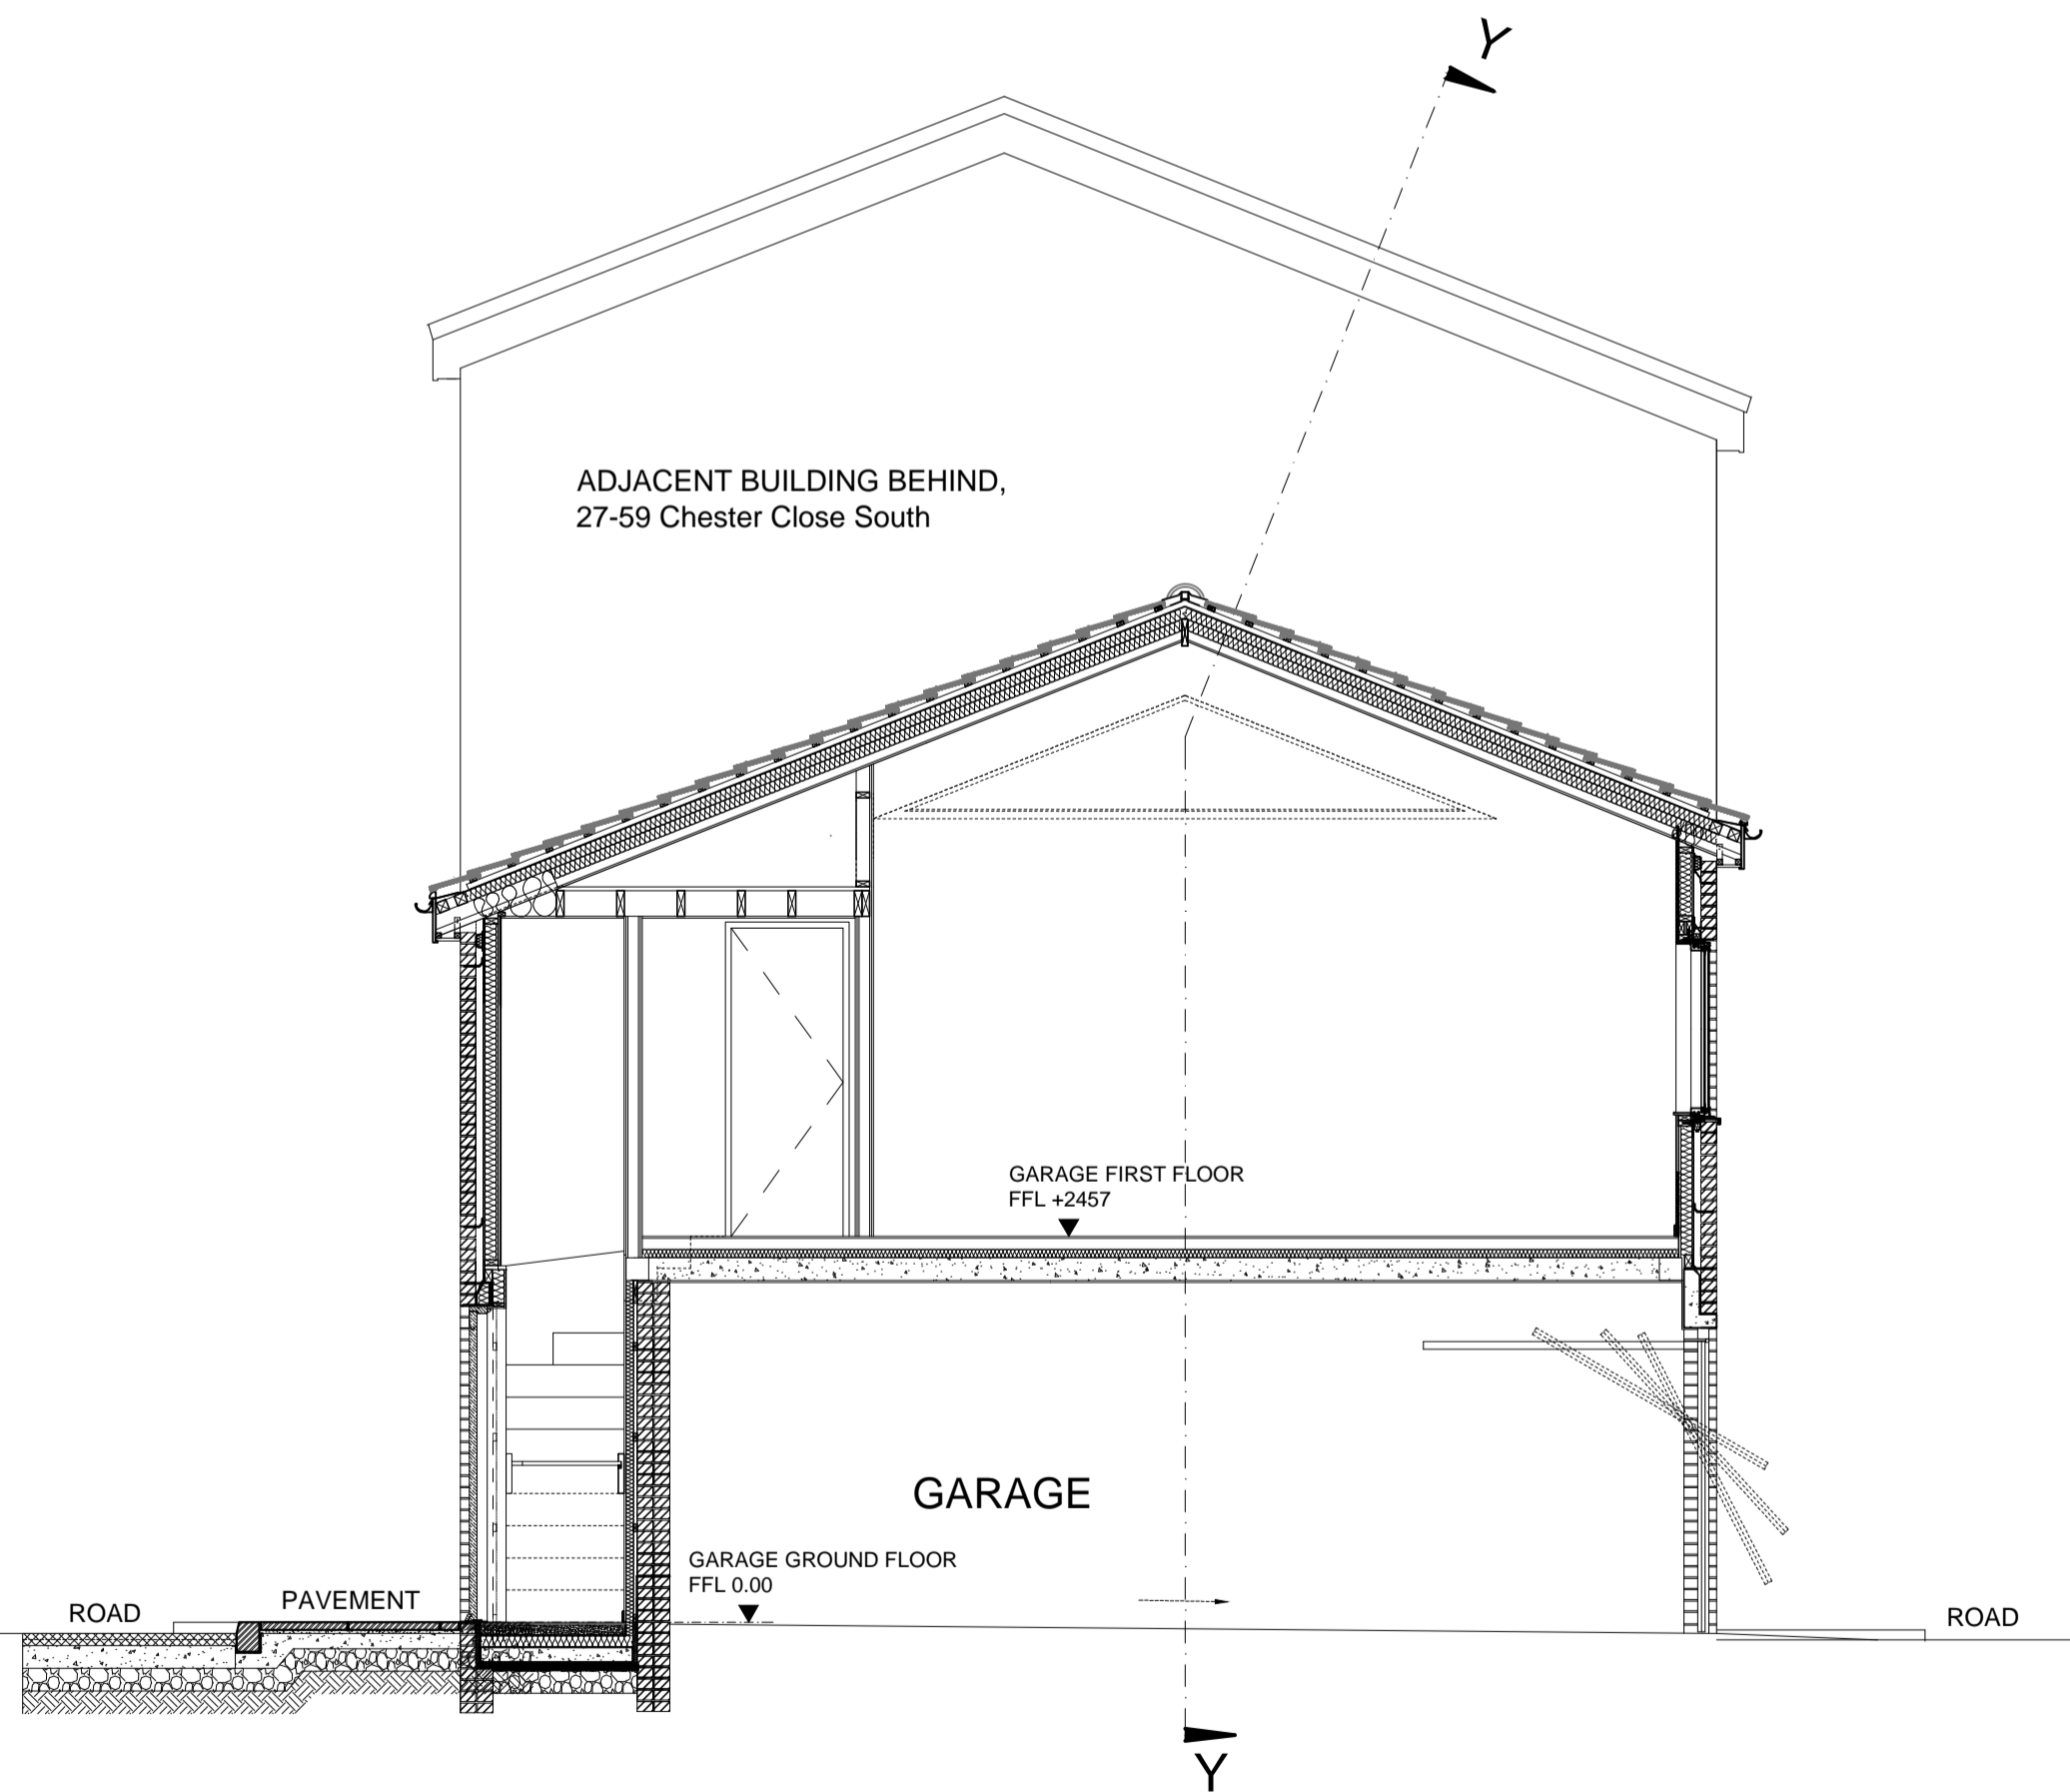 Y
ADJACENT BUILDING BEHIND,
27-59 Chester Close South
GARAGE FIRST FLOOR
FFL +2457
GARAGE
GARAGE GROUND FLOOR
FFL 0.00
PAVEMENT
ROAD
ROAD
Y